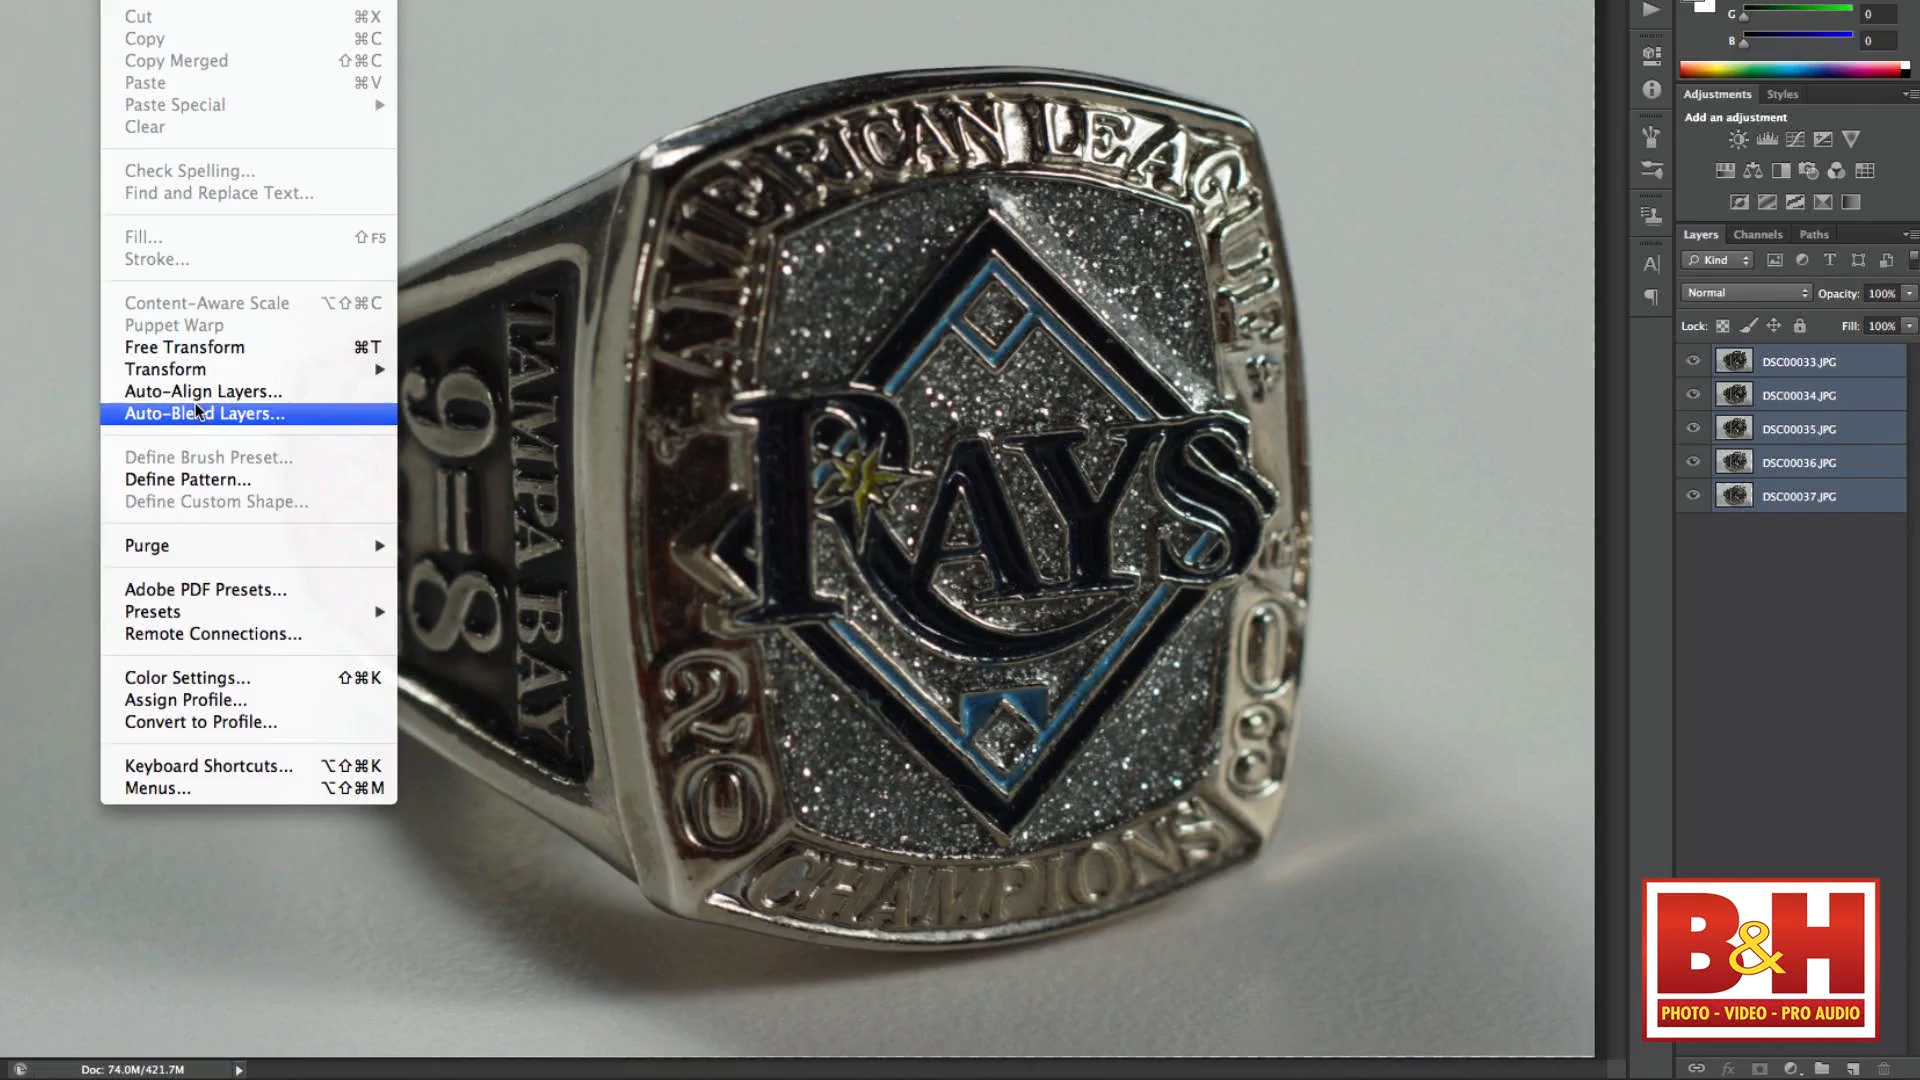 Cut ⌘X
Copy ⌘C
Copy Merged ⇧⌘C
Paste ⌘V
Paste Special
Clear
Check Spelling...
Find and Replace Text...
Fill... ⇧F5
Stroke...
Content-Aware Scale ⌥⇧⌘C
Puppet Warp
Free Transform ⌘T
Transform
Auto-Align Layers...
Auto-Blend Layers...
Define Brush Preset...
Define Pattern...
Define Custom Shape...
Purge
Adobe PDF Presets...
Presets
Remote Connections...
Color Settings... ⇧⌘K
Assign Profile...
Convert to Profile...
Keyboard Shortcuts... ⌥⇧⌘K
Menus... ⌥⇧⌘M
TAMPA BAY
9=8
AMERICAN LEAGUE
RAYS
20 08
CHAMPIONS
G 0
B 0
Adjustments Styles
Add an adjustment
Layers Channels Paths
Kind
Normal Opacity: 100%
Lock: Fill: 100%
DSC00033.JPG
DSC00034.JPG
DSC00035.JPG
DSC00036.JPG
DSC00037.JPG
B&H
PHOTO - VIDEO - PRO AUDIO
Doc: 74.0M/421.7M